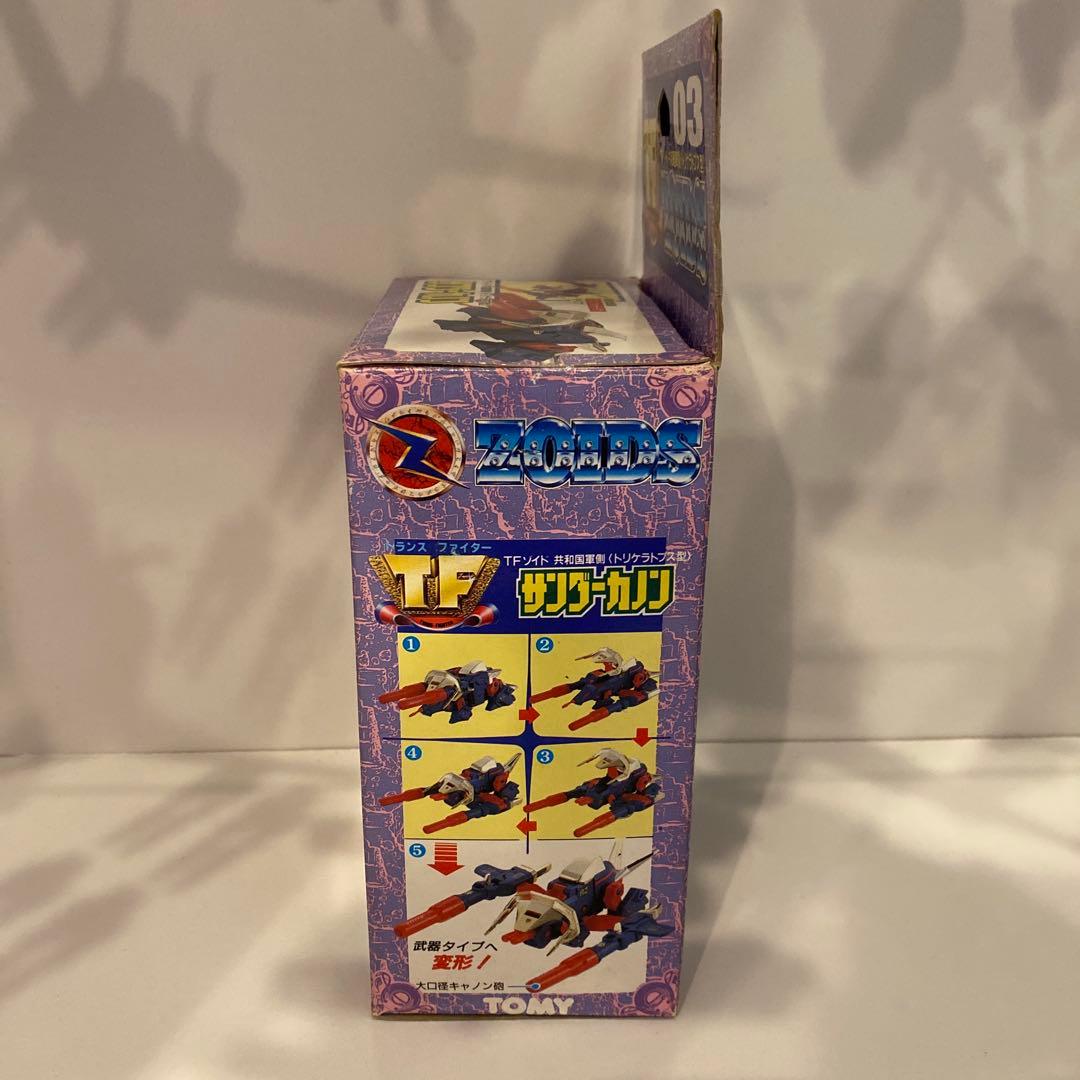 03
ZOIDS
Z
ZOIDS
トランス ファイター
TF
TFゾイド 共和国軍側〈トリケラトプス型〉
サンダーカノン
1
2
4
3
5
武器タイプへ
変形!
大口径キャノン砲
TOMY